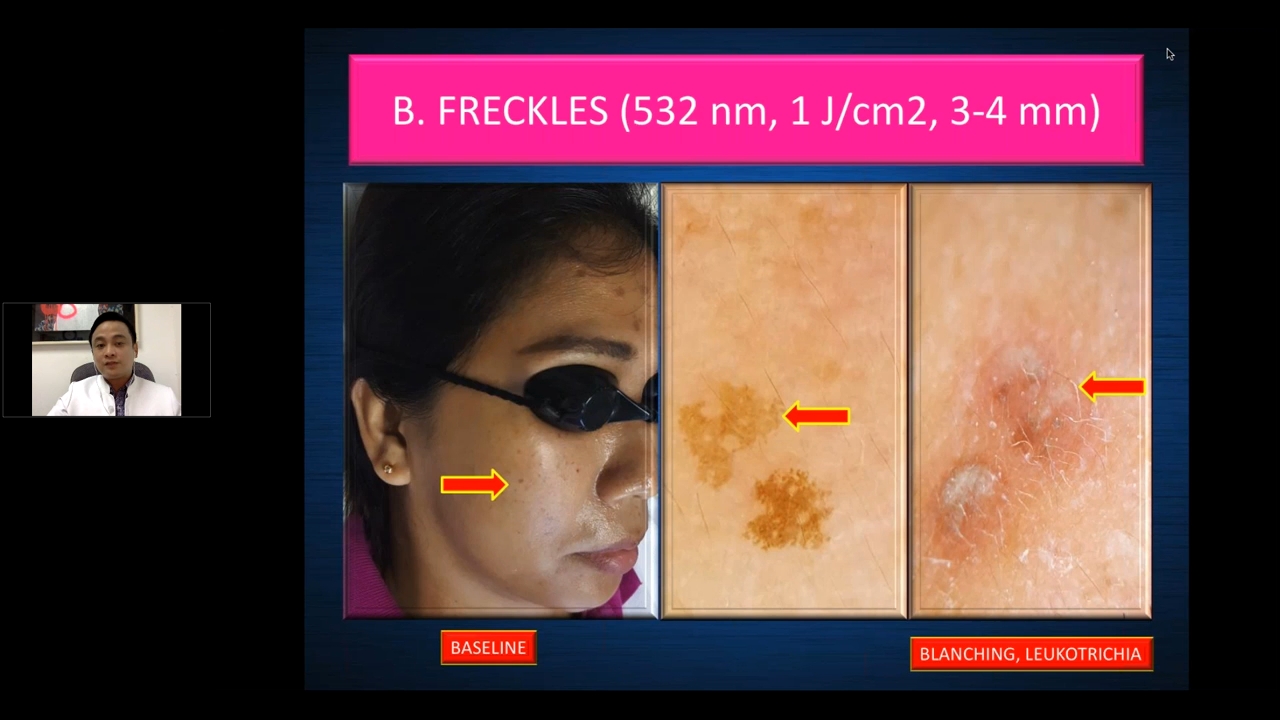 B. FRECKLES (532 nm, 1 J/cm2, 3-4 mm)
BASELINE
BLANCHING, LEUKOTRICHIA